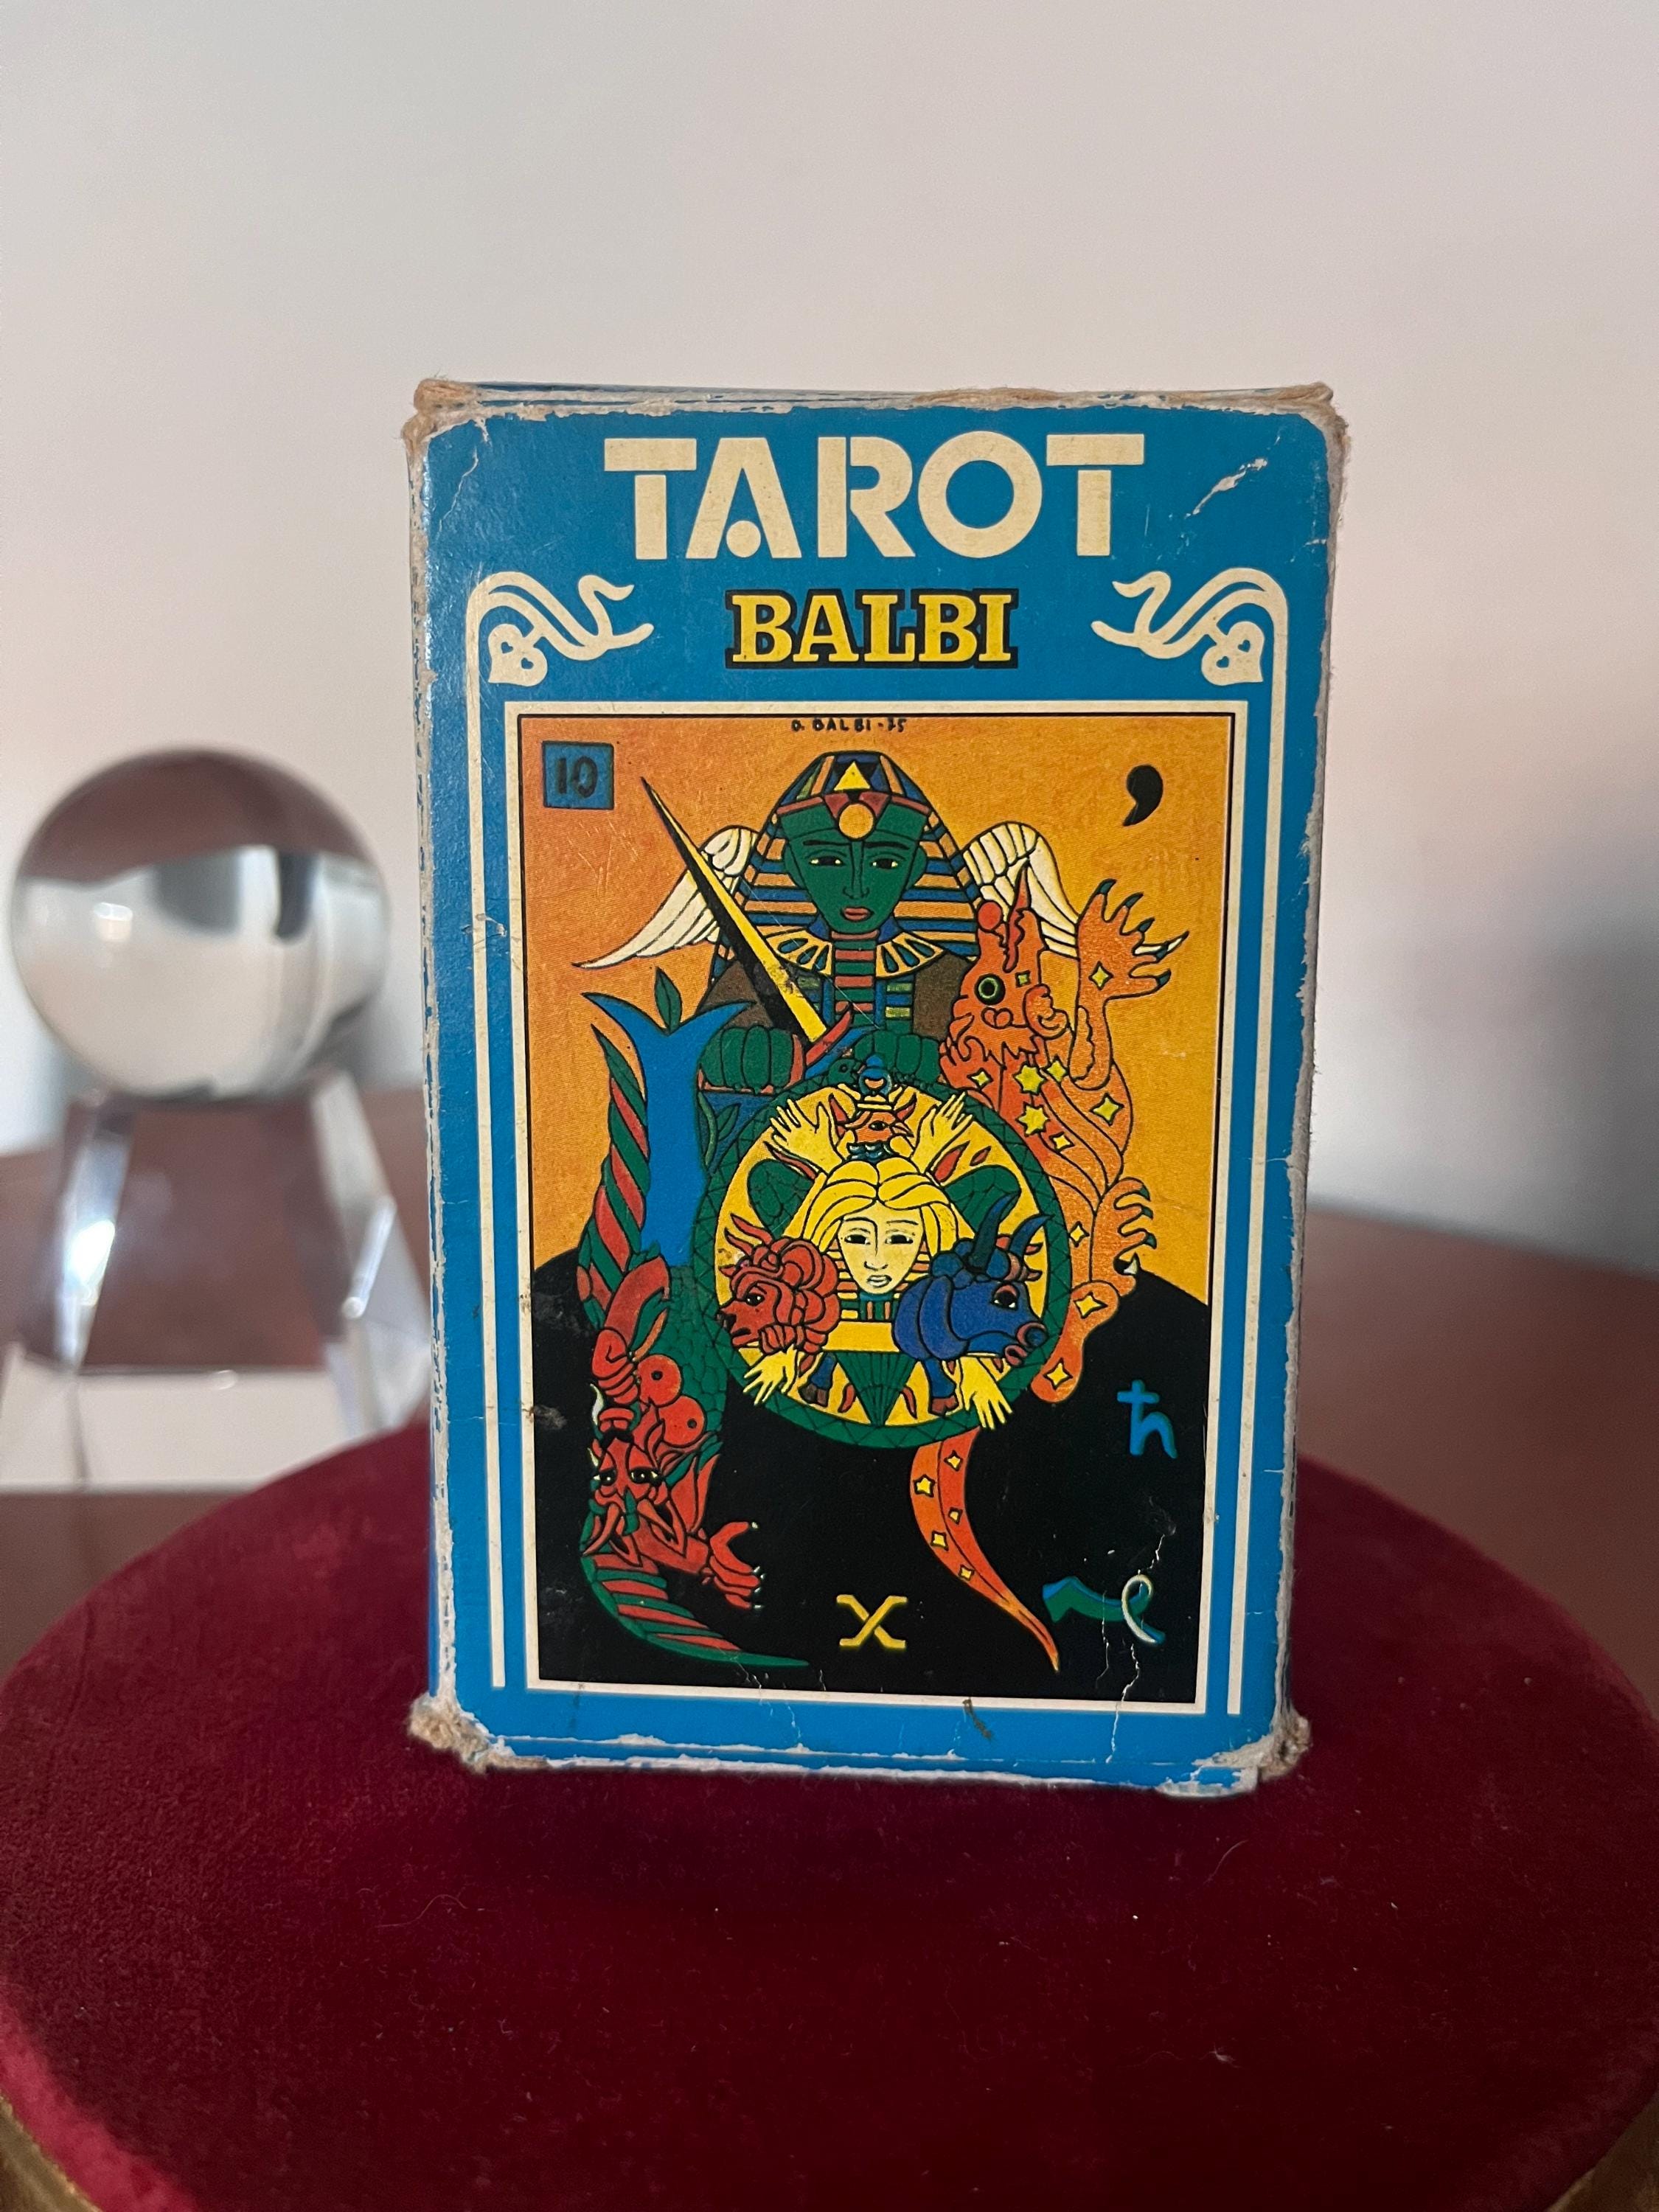 TAROT
BALBI
D. BALBI-75
10
י
♄
X